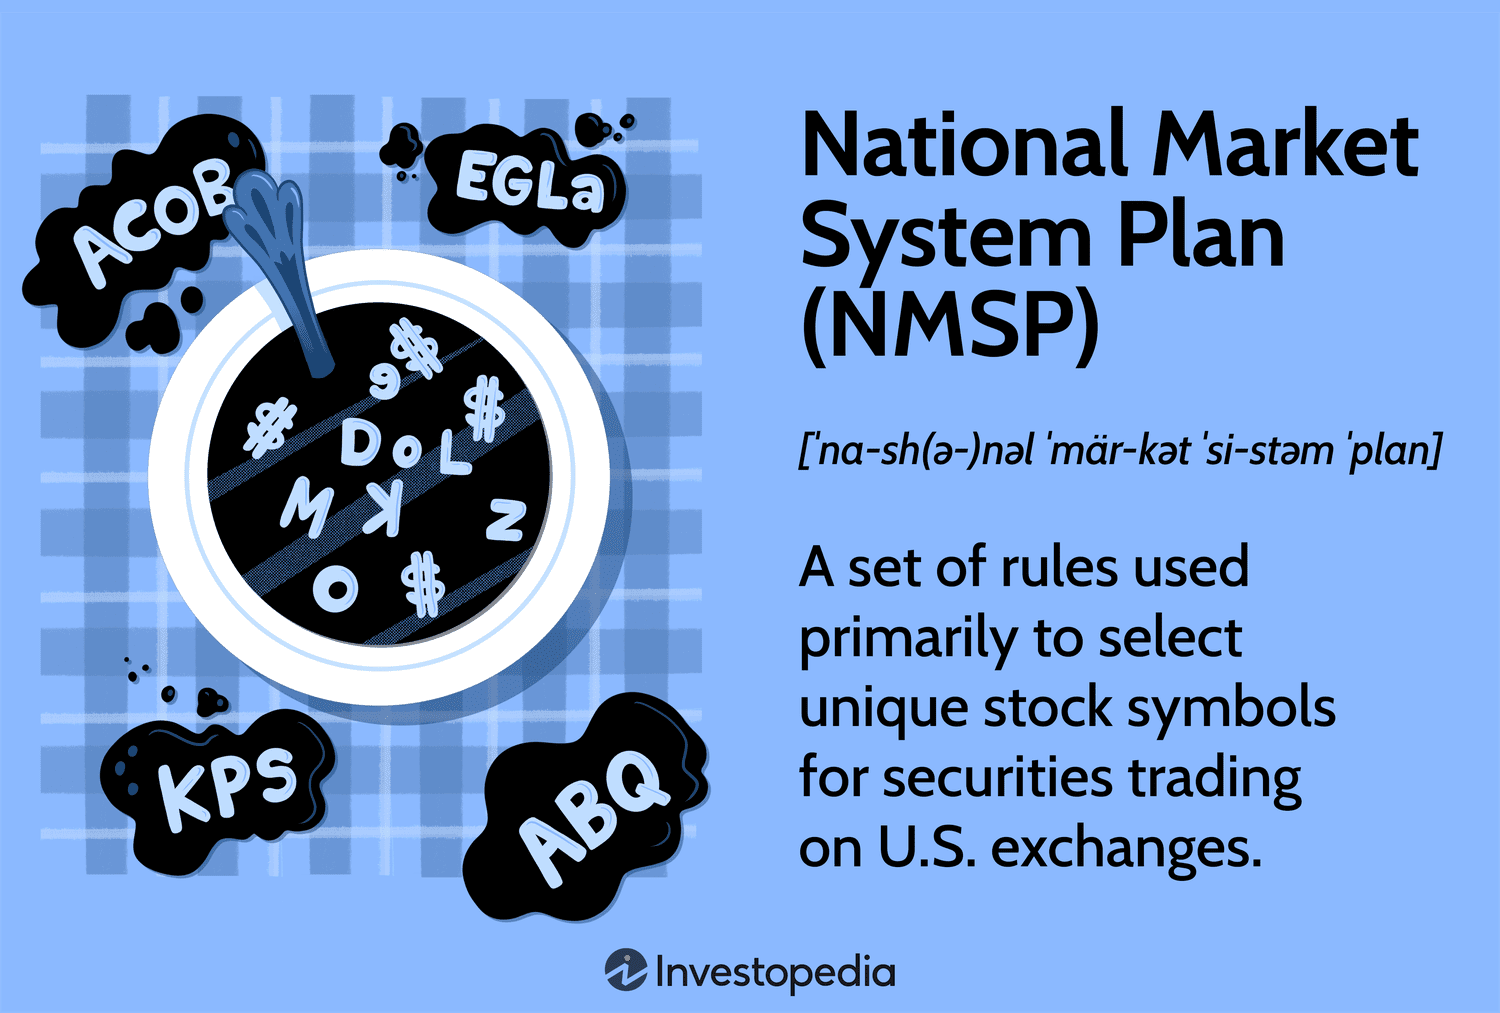 ACOB
EGLa
$
e
$
$
D o L
M K
Z
O
$
KPS
ABQ
National Market
System Plan
(NMSP)
[ˈna-sh(ə-)nəl ˈmär-kət ˈsi-stəm ˈplan]
A set of rules used
primarily to select
unique stock symbols
for securities trading
on U.S. exchanges.
Investopedia